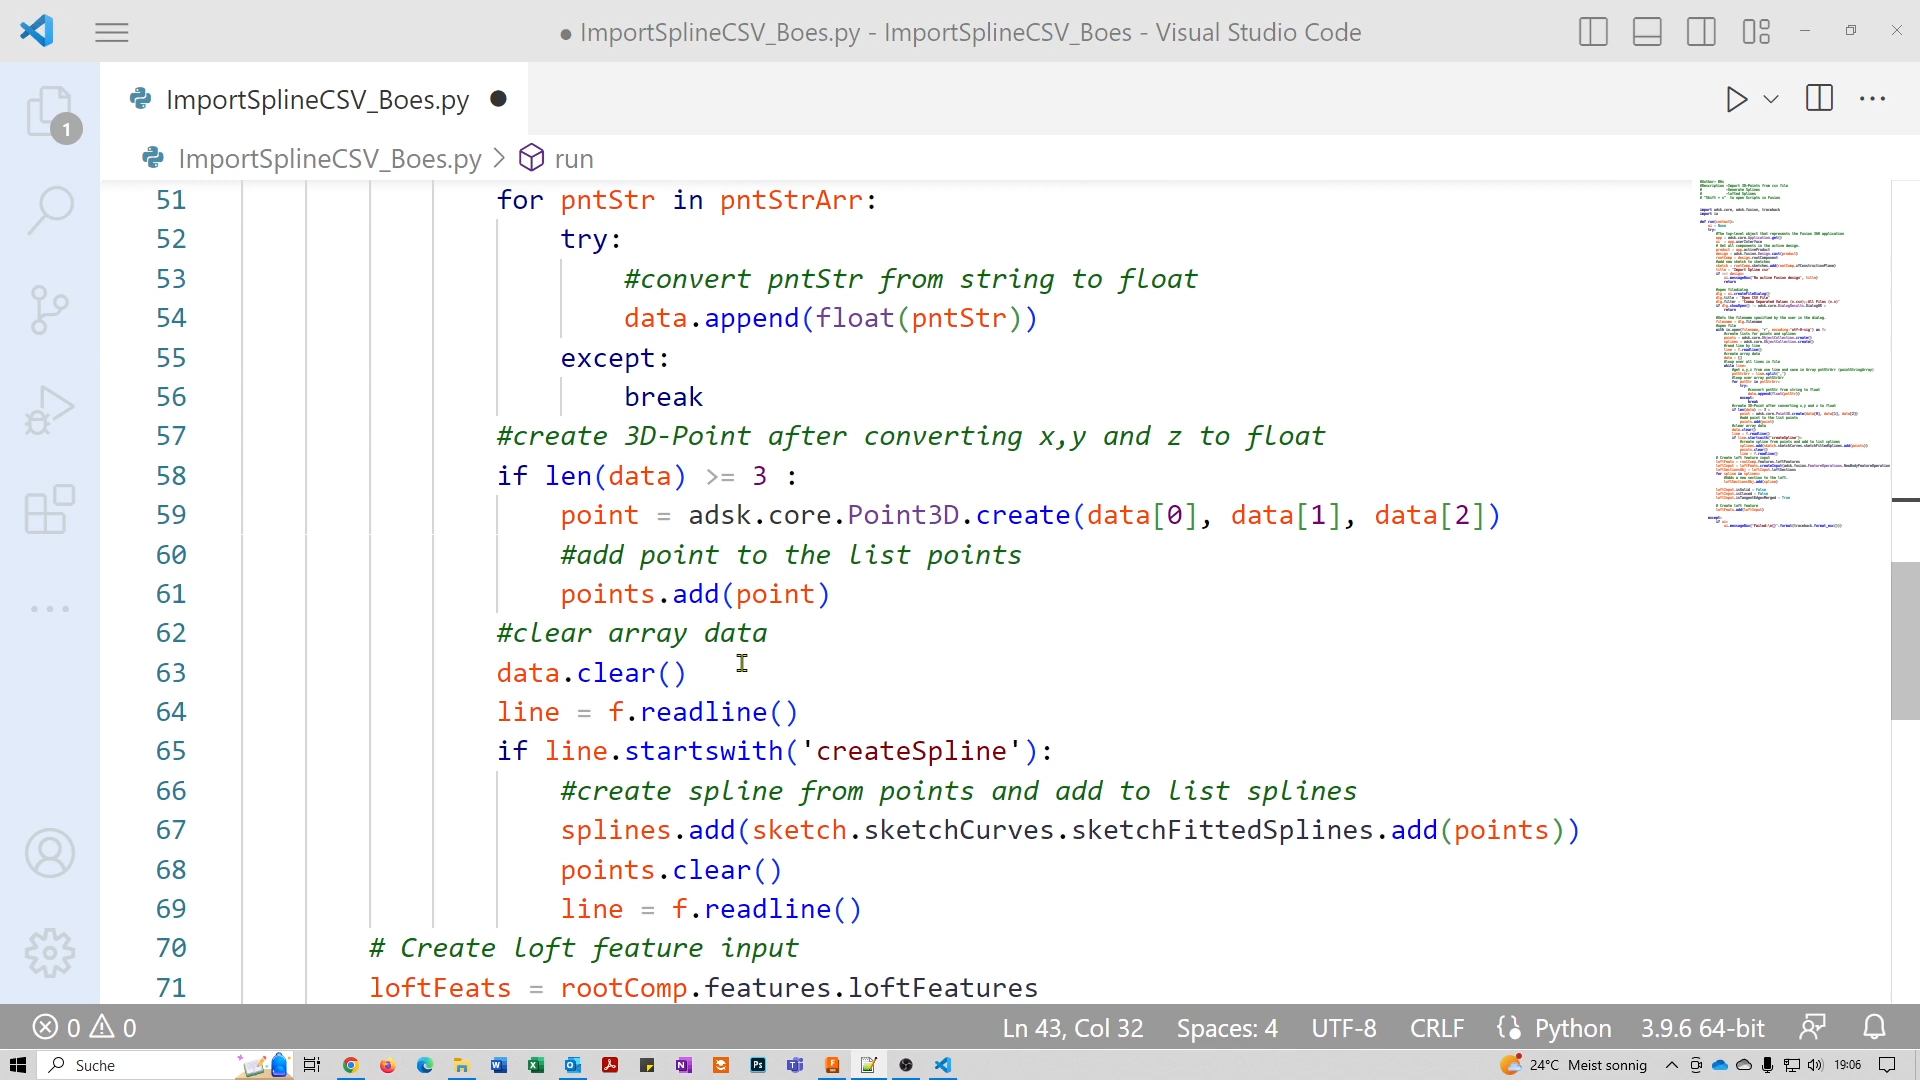 ● ImportSplineCSV_Boes.py - ImportSplineCSV_Boes - Visual Studio Code
ImportSplineCSV_Boes.py ●
1
ImportSplineCSV_Boes.py > run
51 for pntStr in pntStrArr:
52 try:
53 #convert pntStr from string to float
54 data.append(float(pntStr))
55 except:
56 break
57 #create 3D-Point after converting x,y and z to float
58 if len(data) >= 3 :
59 point = adsk.core.Point3D.create(data[0], data[1], data[2])
60 #add point to the list points
61 points.add(point)
62 #clear array data
63 data.clear()
64 line = f.readline()
65 if line.startswith('createSpline'):
66 #create spline from points and add to list splines
67 splines.add(sketch.sketchCurves.sketchFittedSplines.add(points))
68 points.clear()
69 line = f.readline()
70 # Create loft feature input
71 loftFeats = rootComp.features.loftFeatures
0 0 Ln 43, Col 32 Spaces: 4 UTF-8 CRLF Python 3.9.6 64-bit
Suche 24°C Meist sonnig 19:06